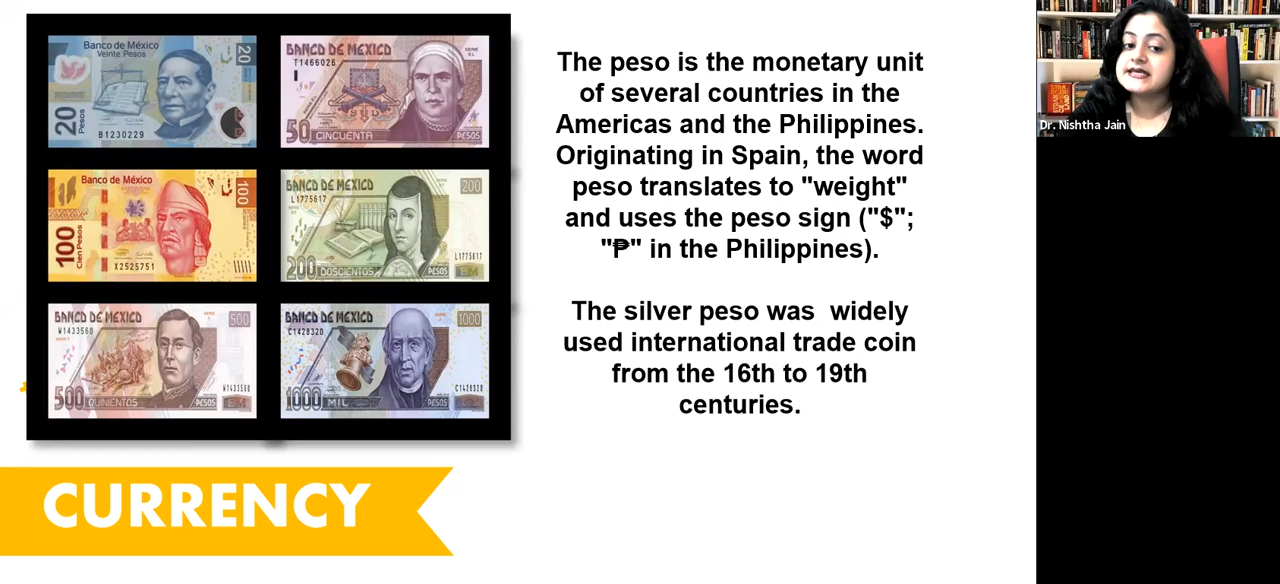 Banco de México
Veinte Pesos
20
20
Pesos
B1230229
BANCO DE MEXICO
T1466026
50
CINCUENTA
PESOS
Banco de México
100
100
Cien Pesos
X2525751
BANCO DE MEXICO
200
L1775617
L1775617
200
DOSCIENTOS
PESOS
BANCO DE MEXICO
500
W1433560
500
QUINIENTOS
PESOS
BANCO DE MEXICO
1000
C1428320
C1428320
1000
MIL
PESOS
CURRENCY
The peso is the monetary unit
of several countries in the
Americas and the Philippines.
Originating in Spain, the word
peso translates to "weight"
and uses the peso sign ("$";
"₱" in the Philippines).
The silver peso was  widely
used international trade coin
from the 16th to 19th
centuries.
Dr. Nishtha Jain